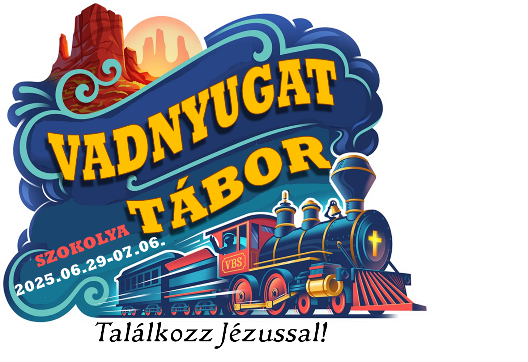 VADNYUGAT
TÁBOR
SZOKOLYA
2025.06.29-07.06.
VBS
Találkozz Jézussal!